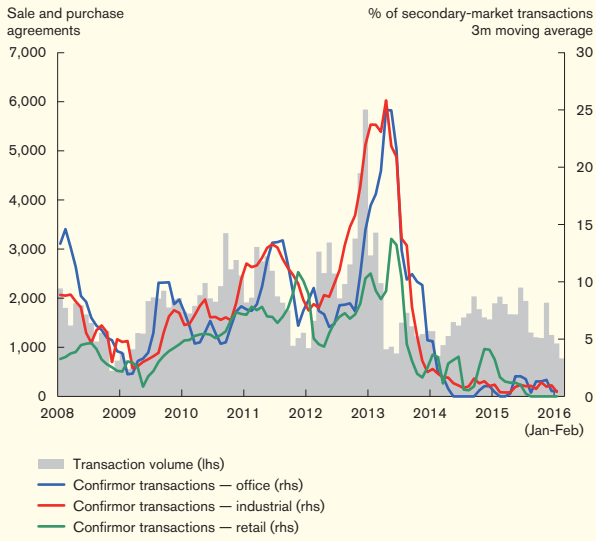 Sale and purchase
agreements
% of secondary-market transactions
3m moving average
7,000
6,000
5,000
4,000
3,000
2,000
1,000
0
30
25
20
15
10
5
0
2008 2009 2010 2011 2012 2013 2014 2015 2016
(Jan-Feb)
Transaction volume (lhs)
Confirmor transactions — office (rhs)
Confirmor transactions — industrial (rhs)
Confirmor transactions — retail (rhs)